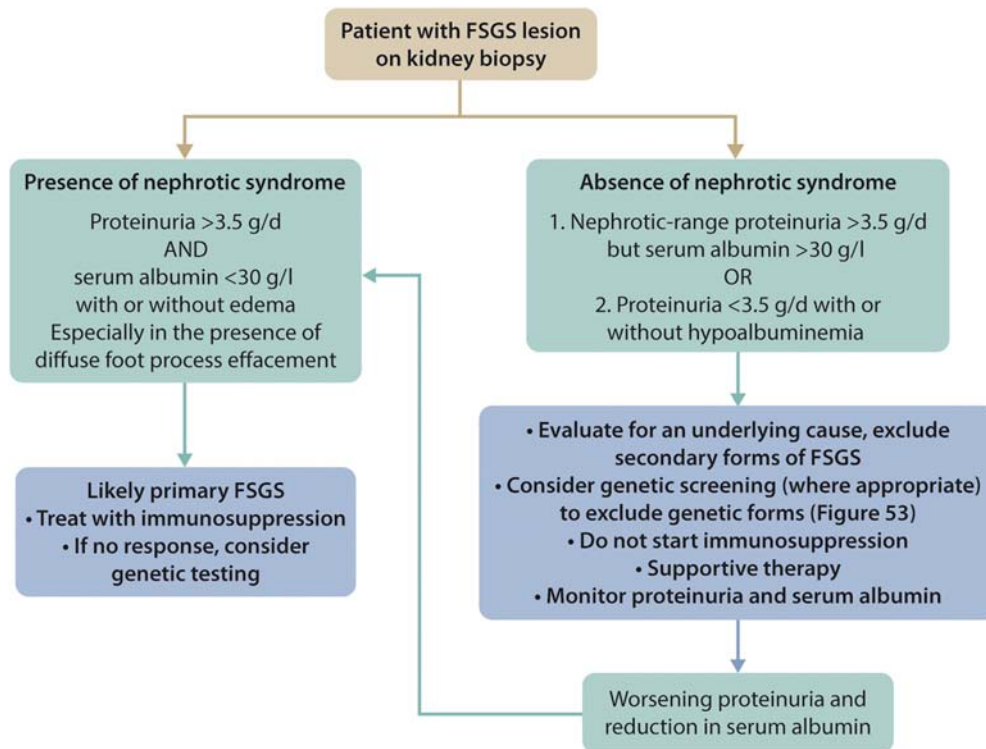 Patient with FSGS lesion
on kidney biopsy
Presence of nephrotic syndrome
Proteinuria >3.5 g/d
AND
serum albumin <30 g/l
with or without edema
Especially in the presence of
diffuse foot process effacement
Absence of nephrotic syndrome
1. Nephrotic-range proteinuria >3.5 g/d
but serum albumin >30 g/l
OR
2. Proteinuria <3.5 g/d with or
without hypoalbuminemia
Likely primary FSGS
• Treat with immunosuppression
• If no response, consider
genetic testing
• Evaluate for an underlying cause, exclude
secondary forms of FSGS
• Consider genetic screening (where appropriate)
to exclude genetic forms (Figure 53)
• Do not start immunosuppression
• Supportive therapy
• Monitor proteinuria and serum albumin
Worsening proteinuria and
reduction in serum albumin